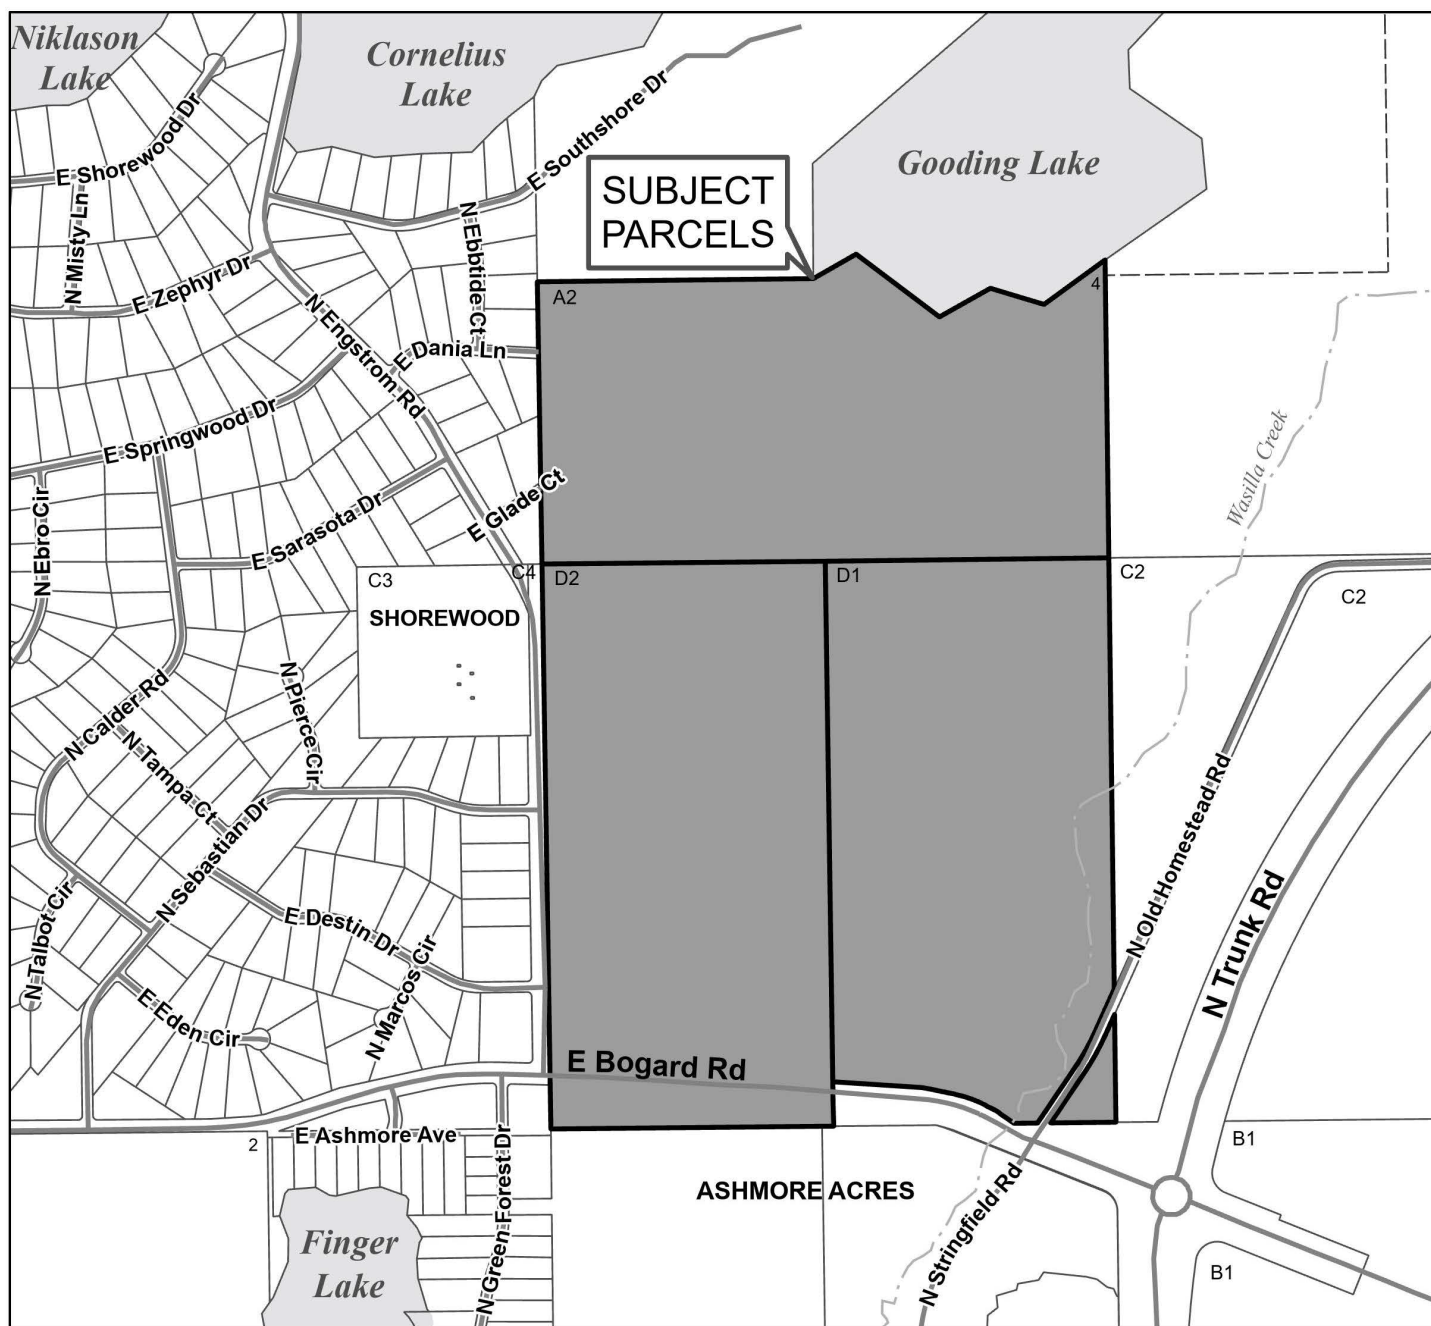 Niklason
Lake
Cornelius
Lake
E Shorewood Dr
E Southshore Dr
Gooding Lake
SUBJECT
PARCELS
N Misty Ln
N Ebbtide Ct
E Zephyr Dr
A2
4
N Engstrom Rd
E Dania Ln
E Springwood Dr
Wasilla Creek
E Glade Ct
N Ebro Cir
E Sarasota Dr
C3
C4
D2
D1
C2
C2
SHOREWOOD
N Pierce Cir
N Calder Rd
N Tampa Ct
N Sebastian Dr
N Old Homestead Rd
N Trunk Rd
N Talbot Cir
E Destin Dr
N Marcos Cir
E Eden Cir
E Bogard Rd
2
E Ashmore Ave
B1
N Green Forest Dr
ASHMORE ACRES
N Stringfield Rd
Finger
Lake
B1